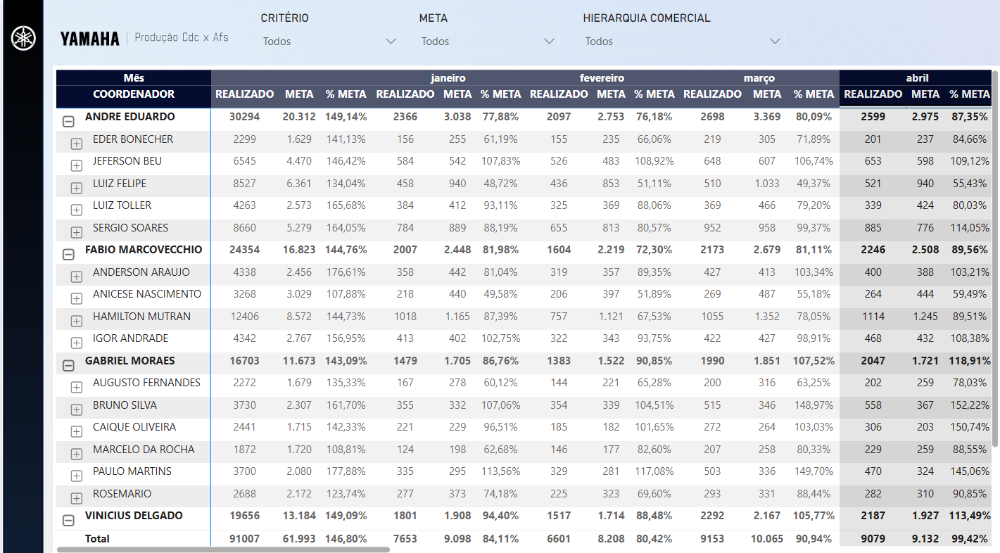 CRITÉRIO META HIERARQUIA COMERCIAL
YAMAHA Produção Cdc x Afs Todos Todos Todos
Mês janeiro fevereiro março abril
COORDENADOR REALIZADO META % META REALIZADO META % META REALIZADO META % META REALIZADO META % META REALIZADO META % META
ANDRE EDUARDO 30294 20.312 149,14% 2366 3.038 77,88% 2097 2.753 76,18% 2698 3.369 80,09% 2599 2.975 87,35%
EDER BONECHER 2299 1.629 141,13% 156 255 61,19% 155 235 66,06% 219 305 71,89% 201 237 84,66%
JEFERSON BEU 6545 4.470 146,42% 584 542 107,83% 526 483 108,92% 648 607 106,74% 653 598 109,12%
LUIZ FELIPE 8527 6.361 134,04% 458 940 48,72% 436 853 51,11% 510 1.033 49,37% 521 940 55,43%
LUIZ TOLLER 4263 2.573 165,68% 384 412 93,11% 325 369 88,06% 369 466 79,20% 339 424 80,03%
SERGIO SOARES 8660 5.279 164,05% 784 889 88,19% 655 813 80,57% 952 958 99,37% 885 776 114,05%
FABIO MARCOVECCHIO 24354 16.823 144,76% 2007 2.448 81,98% 1604 2.219 72,30% 2173 2.679 81,11% 2246 2.508 89,56%
ANDERSON ARAUJO 4338 2.456 176,61% 358 442 81,04% 319 357 89,35% 427 413 103,34% 400 388 103,21%
ANICESE NASCIMENTO 3268 3.029 107,88% 218 440 49,58% 206 397 51,89% 269 487 55,18% 264 444 59,49%
HAMILTON MUTRAN 12406 8.572 144,73% 1018 1.165 87,39% 757 1.121 67,53% 1055 1.352 78,05% 1114 1.245 89,51%
IGOR ANDRADE 4342 2.767 156,95% 413 402 102,75% 322 343 93,75% 422 427 98,91% 468 432 108,38%
GABRIEL MORAES 16703 11.673 143,09% 1479 1.705 86,76% 1383 1.522 90,85% 1990 1.851 107,52% 2047 1.721 118,91%
AUGUSTO FERNANDES 2272 1.679 135,33% 167 278 60,12% 144 221 65,28% 200 316 63,25% 202 259 78,03%
BRUNO SILVA 3730 2.307 161,70% 355 332 107,06% 354 339 104,51% 515 346 148,97% 558 367 152,22%
CAIQUE OLIVEIRA 2441 1.715 142,33% 221 229 96,51% 185 182 101,65% 272 264 103,03% 306 203 150,74%
MARCELO DA ROCHA 1872 1.720 108,81% 124 198 62,68% 146 177 82,60% 207 258 80,33% 229 259 88,55%
PAULO MARTINS 3700 2.080 177,88% 335 295 113,56% 329 281 117,08% 503 336 149,70% 470 324 145,06%
ROSEMARIO 2688 2.172 123,74% 277 373 74,18% 225 323 69,60% 293 331 88,44% 282 310 90,85%
VINICIUS DELGADO 19656 13.184 149,09% 1801 1.908 94,40% 1517 1.714 88,48% 2292 2.167 105,77% 2187 1.927 113,49%
Total 91007 61.993 146,80% 7653 9.098 84,11% 6601 8.208 80,42% 9153 10.065 90,94% 9079 9.132 99,42%